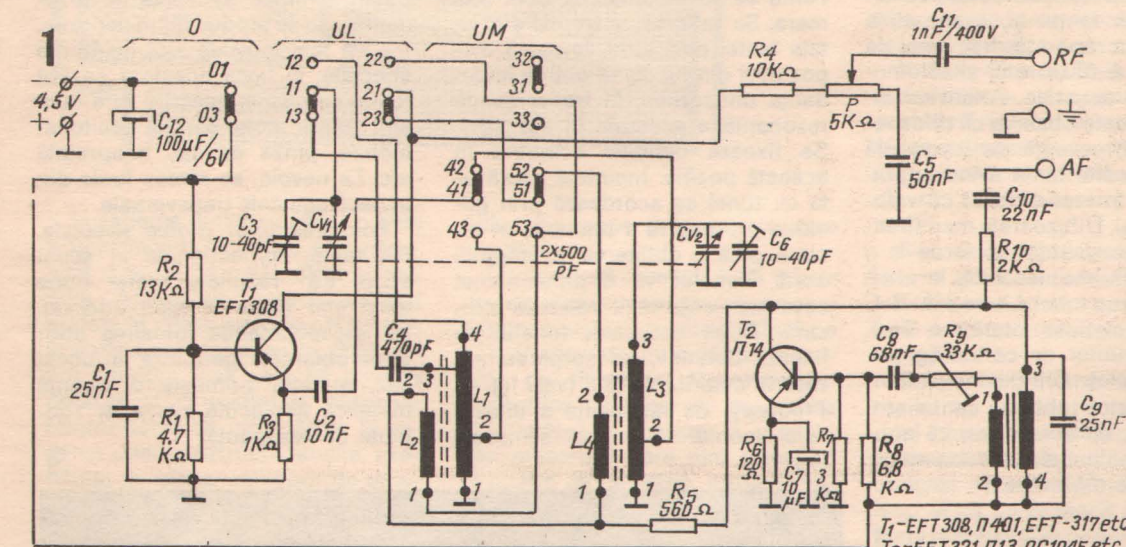 1
O UL UM
4,5 V
+
C12
100µF/6V
01
03
12
11
13
22
21
23
32
31
33
42
41
43
52
51
53
2X500
PF
C11
1nF/400V
RF
R4
10KΩ
P
5KΩ
C5
50nF
AF
C10
22nF
R10
2KΩ
C3
10-40pF
CV1
CV2
C6
10-40pF
R2
13KΩ
T1
EFT308
C1
25nF
R1
4.7
KΩ
R3
1KΩ
C2
10nF
C4
470pF
2
3
4
L1
2
L2
1
1
3
2
L3
L4
2
1
1
R5
560Ω
T2
П14
R6
120
Ω
C7
10
µF
R7
3
KΩ
R8
6,8
KΩ
C8
68nF
R9
33KΩ
1
3
2
4
C9
25nF
T1-EFT308,П401,EFT-317etc